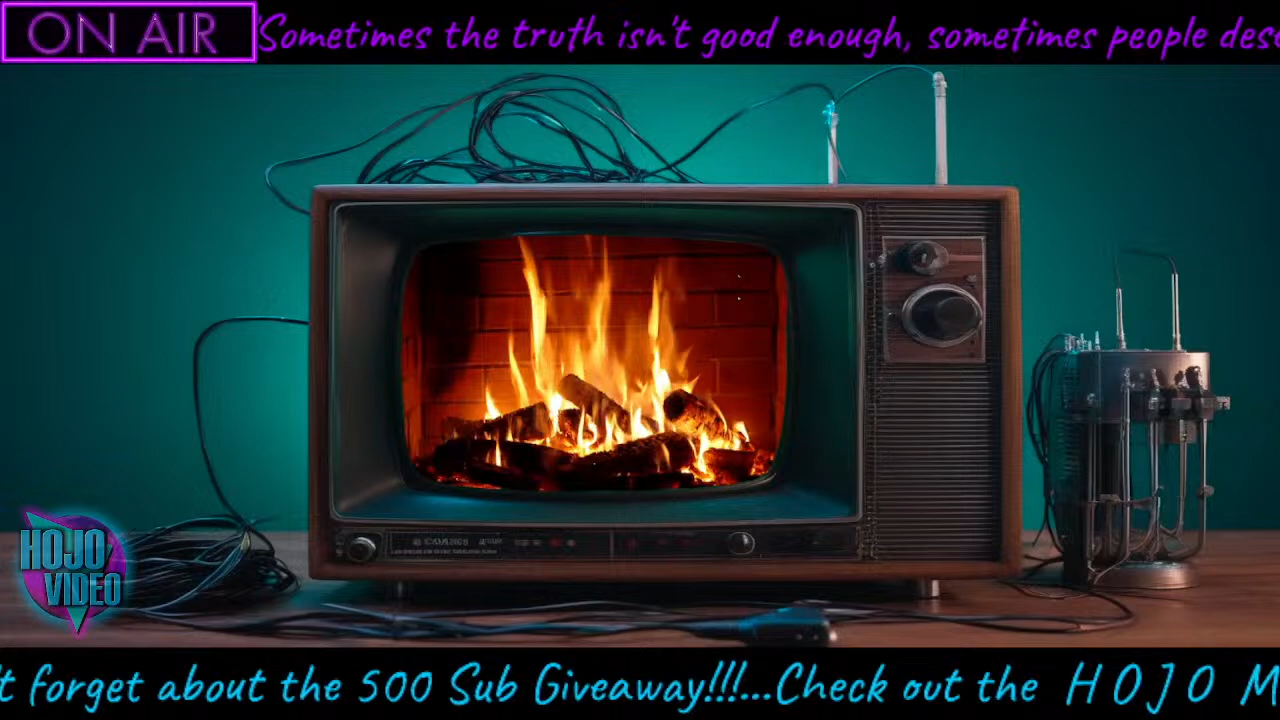 ON AIR
"Sometimes the truth isn't good enough, sometimes people des
HOJO
VIDEO
't forget about the 500 Sub Giveaway!!!...Check out the H O J O M